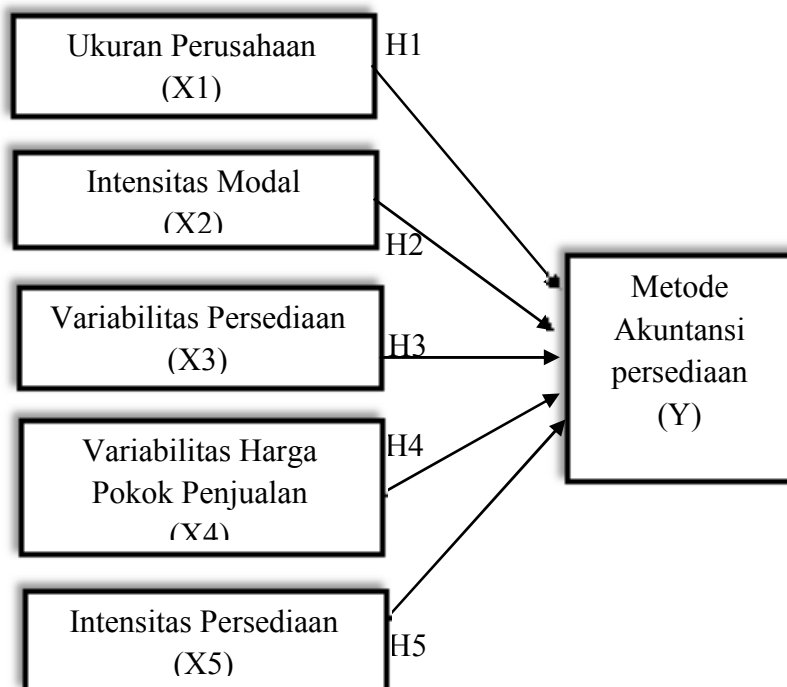 Ukuran Perusahaan
(X1)
H1
Intensitas Modal
(X2)
H2
Variabilitas Persediaan
(X3)
H3
Variabilitas Harga
Pokok Penjualan
(X4)
H4
Intensitas Persediaan
(X5)
H5
Metode
Akuntansi
persediaan
(Y)